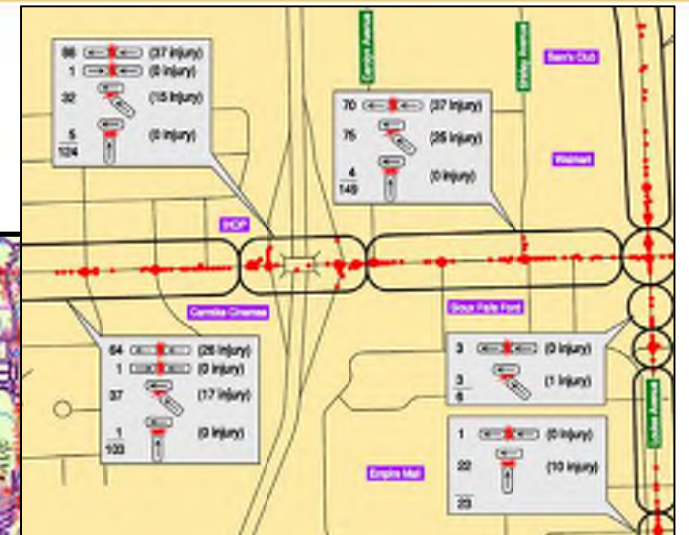 86 (37 injury)
1 (0 injury)
32 (15 injury)
5 (0 injury)
124
70 (37 injury)
75 (25 injury)
4 (0 injury)
149
64 (26 injury)
1 (0 injury)
37 (17 injury)
1 (0 injury)
103
3 (0 injury)
3 (1 injury)
6
1 (0 injury)
22 (10 injury)
23
Sam's Club
Walmart
IHOP
Carmike Cinemas
Sioux Falls Ford
Empire Mall
Louise Avenue
Shirley Avenue